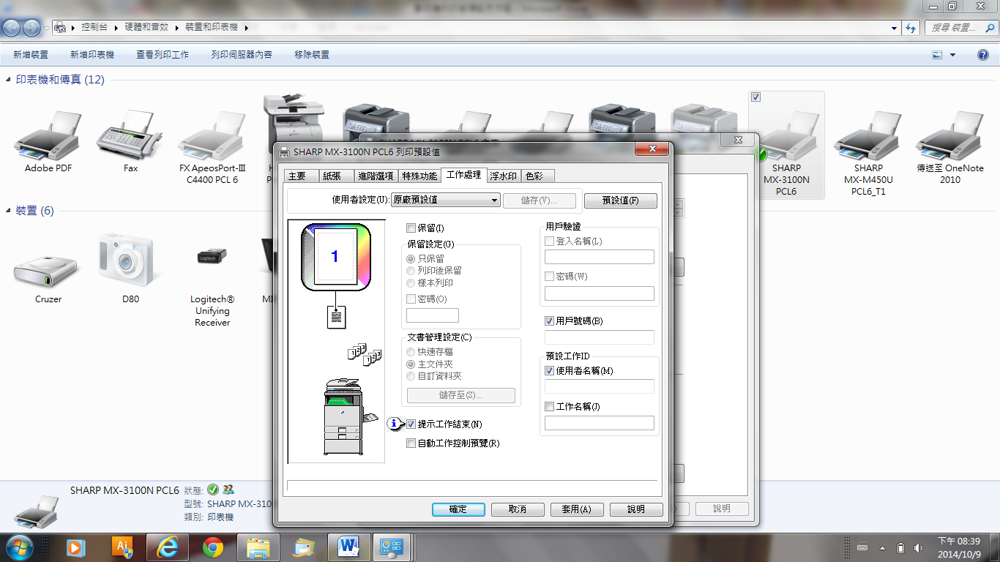 控制台 硬體和音效 裝置和印表機
搜尋 裝置...
新增裝置 新增印表機 查看列印工作 列印伺服器內容 移除裝置
印表機和傳真 (12)
Adobe PDF
Fax
FX ApeosPort-III
C4400 PCL 6
SHARP
MX-3100N
PCL6
SHARP
MX-M450U
PCL6_T1
傳送至 OneNote
2010
裝置 (6)
Cruzer
D80
Logitech®
Unifying
Receiver
SHARP MX-3100N PCL6 列印預設值
主要 紙張 進階選項 特殊功能 工作處理 浮水印 色彩
使用者設定(U): 原廠預設值 儲存(V)... 預設值(F)
1
保留(I)
保留設定(G)
只保留
列印後保留
樣本列印
密碼(O)
文書管理設定(C)
快速存檔
主文件夾
自訂資料夾
儲存至(S)...
提示工作結束(N)
自動工作控制預覽(R)
用戶驗證
登入名稱(L)
密碼(W)
用戶號碼(B)
預設工作ID
使用者名稱(M)
工作名稱(J)
確定 取消 套用(A) 說明
說明
SHARP MX-3100N PCL6 狀態:
型號: SHARP MX-310
類別: 印表機
下午 08:39
2014/10/9